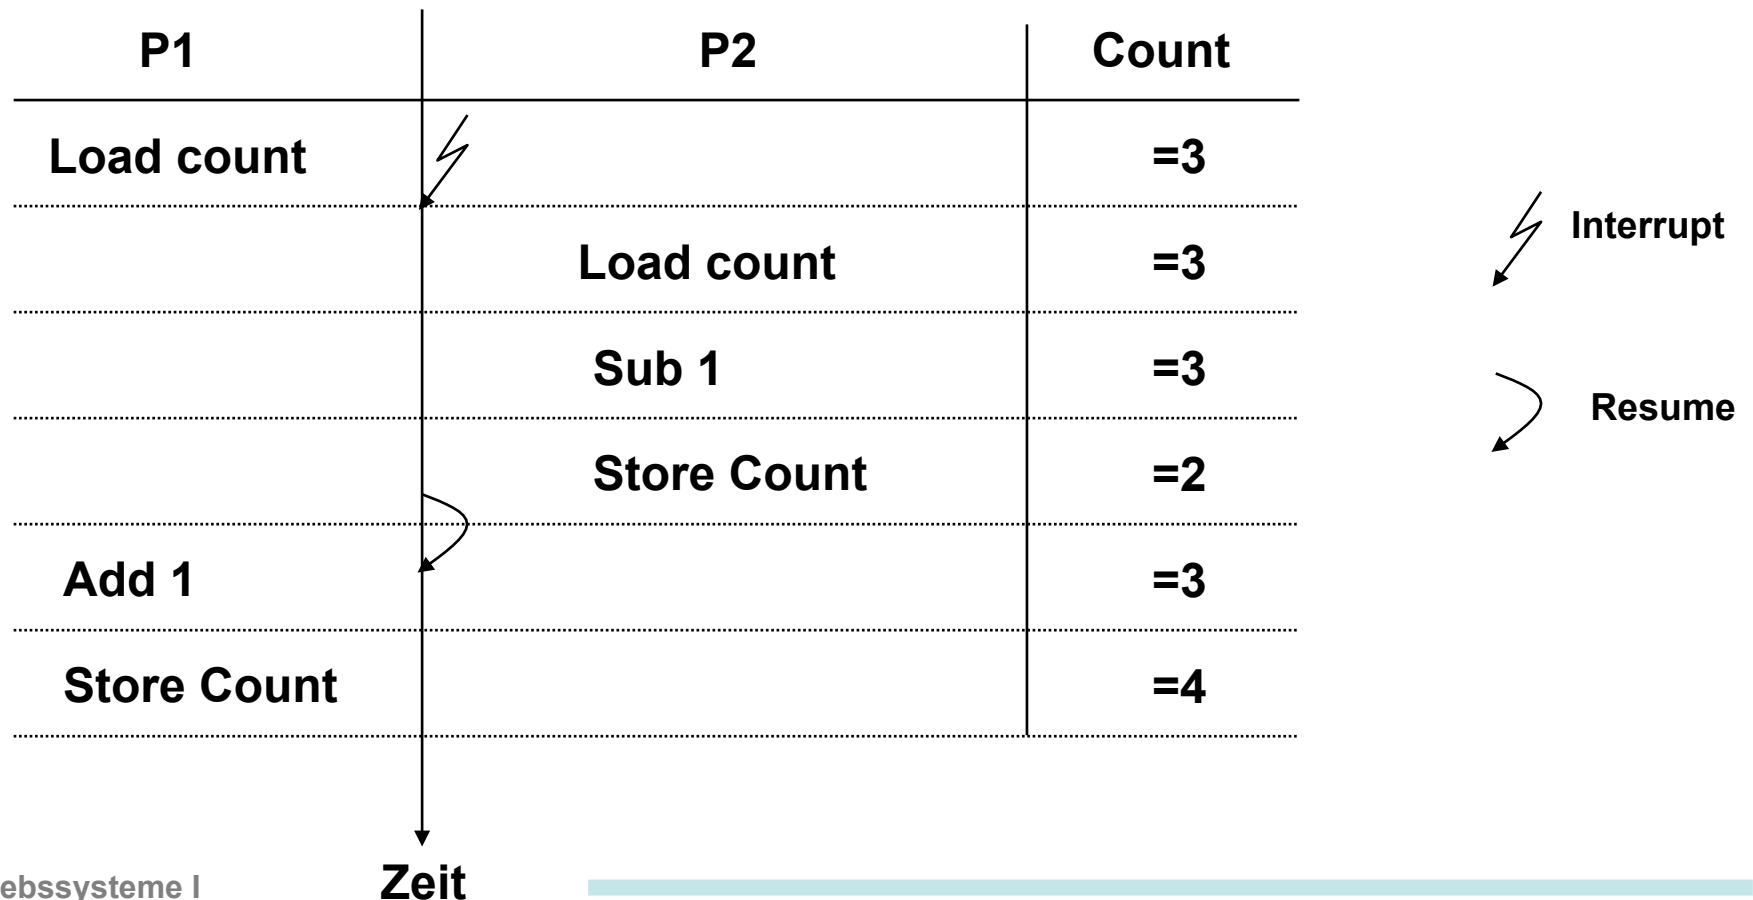 P1 P2 Count
Load count =3
Interrupt
Load count =3
Sub 1 =3
Resume
Store Count =2
Add 1 =3
Store Count =4
Zeit
ebssysteme I